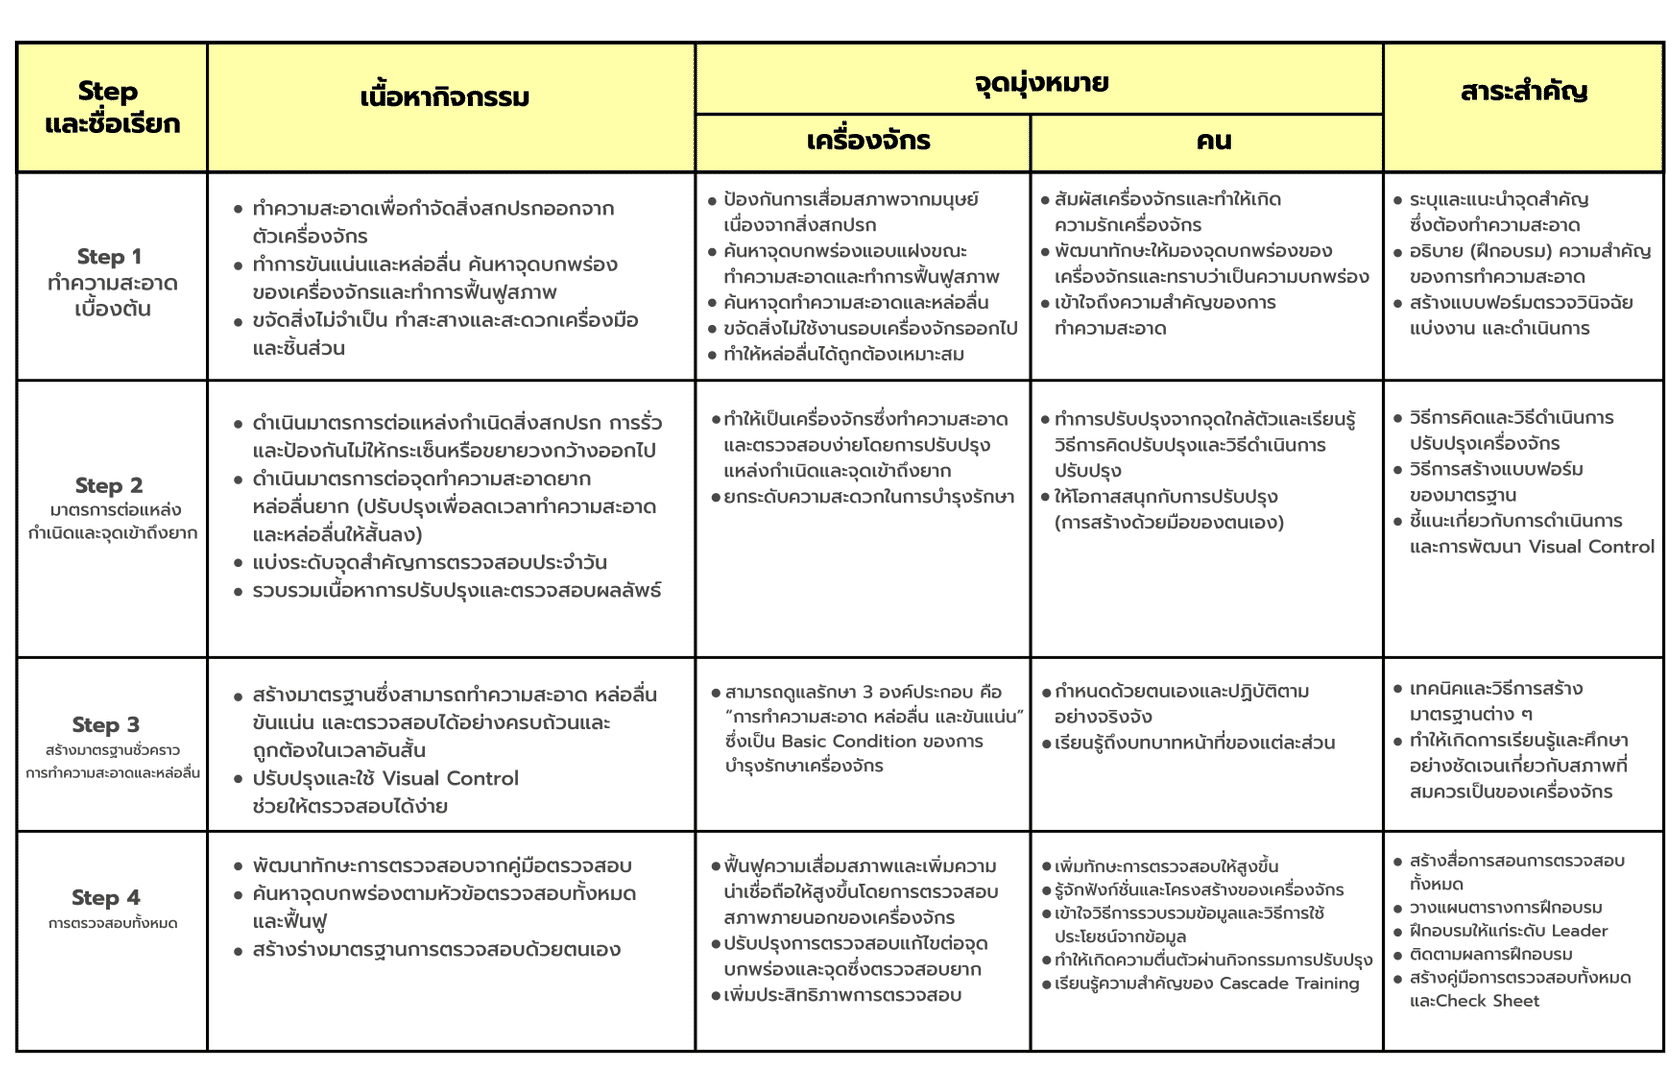 Step
และชื่อเรียก
เนื้อหากิจกรรม
จุดมุ่งหมาย
สาระสำคัญ
เครื่องจักร
คน
Step 1
ทำความสะอาด
เบื้องต้น
● ทำความสะอาดเพื่อกำจัดสิ่งสกปรกออกจาก
ตัวเครื่องจักร
● ทำการขันแน่นและหล่อลื่น ค้นหาจุดบกพร่อง
ของเครื่องจักรและทำการฟื้นฟูสภาพ
● ขจัดสิ่งไม่จำเป็น ทำสะสางและสะดวกเครื่องมือ
และชิ้นส่วน
● ป้องกันการเสื่อมสภาพจากมนุษย์
เนื่องจากสิ่งสกปรก
● ค้นหาจุดบกพร่องแอบแฝงขณะ
ทำความสะอาดและทำการฟื้นฟูสภาพ
● ค้นหาจุดทำความสะอาดและหล่อลื่น
● ขจัดสิ่งไม่ใช้งานรอบเครื่องจักรออกไป
● ทำให้หล่อลื่นได้ถูกต้องเหมาะสม
● สัมผัสเครื่องจักรและทำให้เกิด
ความรักเครื่องจักร
● พัฒนาทักษะให้มองจุดบกพร่องของ
เครื่องจักรและทราบว่าเป็นความบกพร่อง
● เข้าใจถึงความสำคัญของการ
ทำความสะอาด
● ระบุและแนะนำจุดสำคัญ
ซึ่งต้องทำความสะอาด
● อธิบาย (ฝึกอบรม) ความสำคัญ
ของการทำความสะอาด
● สร้างแบบฟอร์มตรวจวินิจฉัย
แบ่งงาน และดำเนินการ
Step 2
มาตรการต่อแหล่ง
กำเนิดและจุดเข้าถึงยาก
● ดำเนินมาตรการต่อแหล่งกำเนิดสิ่งสกปรก การรั่ว
และป้องกันไม่ให้กระเซ็นหรือขยายวงกว้างออกไป
● ดำเนินมาตรการต่อจุดทำความสะอาดยาก
หล่อลื่นยาก (ปรับปรุงเพื่อลดเวลาทำความสะอาด
และหล่อลื่นให้สั้นลง)
● แบ่งระดับจุดสำคัญการตรวจสอบประจำวัน
● รวบรวมเนื้อหาการปรับปรุงและตรวจสอบผลลัพธ์
● ทำให้เป็นเครื่องจักรซึ่งทำความสะอาด
และตรวจสอบง่ายโดยการปรับปรุง
แหล่งกำเนิดและจุดเข้าถึงยาก
● ยกระดับความสะดวกในการบำรุงรักษา
● ทำการปรับปรุงจากจุดใกล้ตัวและเรียนรู้
วิธีการคิดปรับปรุงและวิธีดำเนินการ
ปรับปรุง
● ให้โอกาสสนุกกับการปรับปรุง
(การสร้างด้วยมือของตนเอง)
● วิธีการคิดและวิธีดำเนินการ
ปรับปรุงเครื่องจักร
● วิธีการสร้างแบบฟอร์ม
ของมาตรฐาน
● ชี้แนะเกี่ยวกับการดำเนินการ
และการพัฒนา Visual Control
Step 3
สร้างมาตรฐานชั่วคราว
การทำความสะอาดและหล่อลื่น
● สร้างมาตรฐานซึ่งสามารถทำความสะอาด หล่อลื่น
ขันแน่น และตรวจสอบได้อย่างครบถ้วนและ
ถูกต้องในเวลาอันสั้น
● ปรับปรุงและใช้ Visual Control
ช่วยให้ตรวจสอบได้ง่าย
● สามารถดูแลรักษา 3 องค์ประกอบ คือ
“การทำความสะอาด หล่อลื่น และขันแน่น”
ซึ่งเป็น Basic Condition ของการ
บำรุงรักษาเครื่องจักร
● กำหนดด้วยตนเองและปฏิบัติตาม
อย่างจริงจัง
● เรียนรู้ถึงบทบาทหน้าที่ของแต่ละส่วน
● เทคนิคและวิธีการสร้าง
มาตรฐานต่าง ๆ
● ทำให้เกิดการเรียนรู้และศึกษา
อย่างชัดเจนเกี่ยวกับสภาพที่
สมควรเป็นของเครื่องจักร
Step 4
การตรวจสอบทั้งหมด
● พัฒนาทักษะการตรวจสอบจากคู่มือตรวจสอบ
● ค้นหาจุดบกพร่องตามหัวข้อตรวจสอบทั้งหมด
และฟื้นฟู
● สร้างร่างมาตรฐานการตรวจสอบด้วยตนเอง
● ฟื้นฟูความเสื่อมสภาพและเพิ่มความ
น่าเชื่อถือให้สูงขึ้นโดยการตรวจสอบ
สภาพภายนอกของเครื่องจักร
● ปรับปรุงการตรวจสอบแก้ไขต่อจุด
บกพร่องและจุดซึ่งตรวจสอบยาก
● เพิ่มประสิทธิภาพการตรวจสอบ
● เพิ่มทักษะการตรวจสอบให้สูงขึ้น
● รู้จักฟังก์ชั่นและโครงสร้างของเครื่องจักร
● เข้าใจวิธีการรวบรวมข้อมูลและวิธีการใช้
ประโยชน์จากข้อมูล
● ทำให้เกิดความตื่นตัวผ่านกิจกรรมการปรับปรุง
● เรียนรู้ความสำคัญของ Cascade Training
● สร้างสื่อการสอนการตรวจสอบ
ทั้งหมด
● วางแผนตารางการฝึกอบรม
● ฝึกอบรมให้แก่ระดับ Leader
● ติดตามผลการฝึกอบรม
● สร้างคู่มือการตรวจสอบทั้งหมด
และCheck Sheet